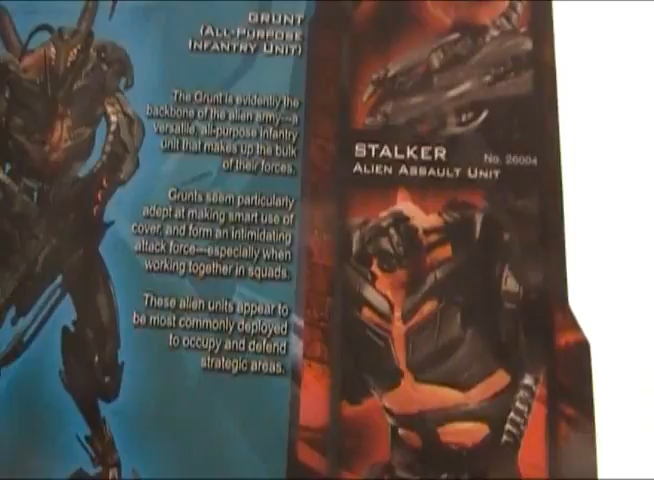 GRUNT
(ALL-PURPOSE
INFANTRY UNIT)
The Grunt is evidently the
backbone of the alien army—a
versatile, all-purpose infantry
unit that makes up the bulk
of their forces.
Grunts seem particularly
adept at making smart use of
cover, and form an intimidating
attack force—especially when
working together in squads.
These alien units appear to
be most commonly deployed
to occupy and defend
strategic areas.
STALKER No. 26004
ALIEN ASSAULT UNIT